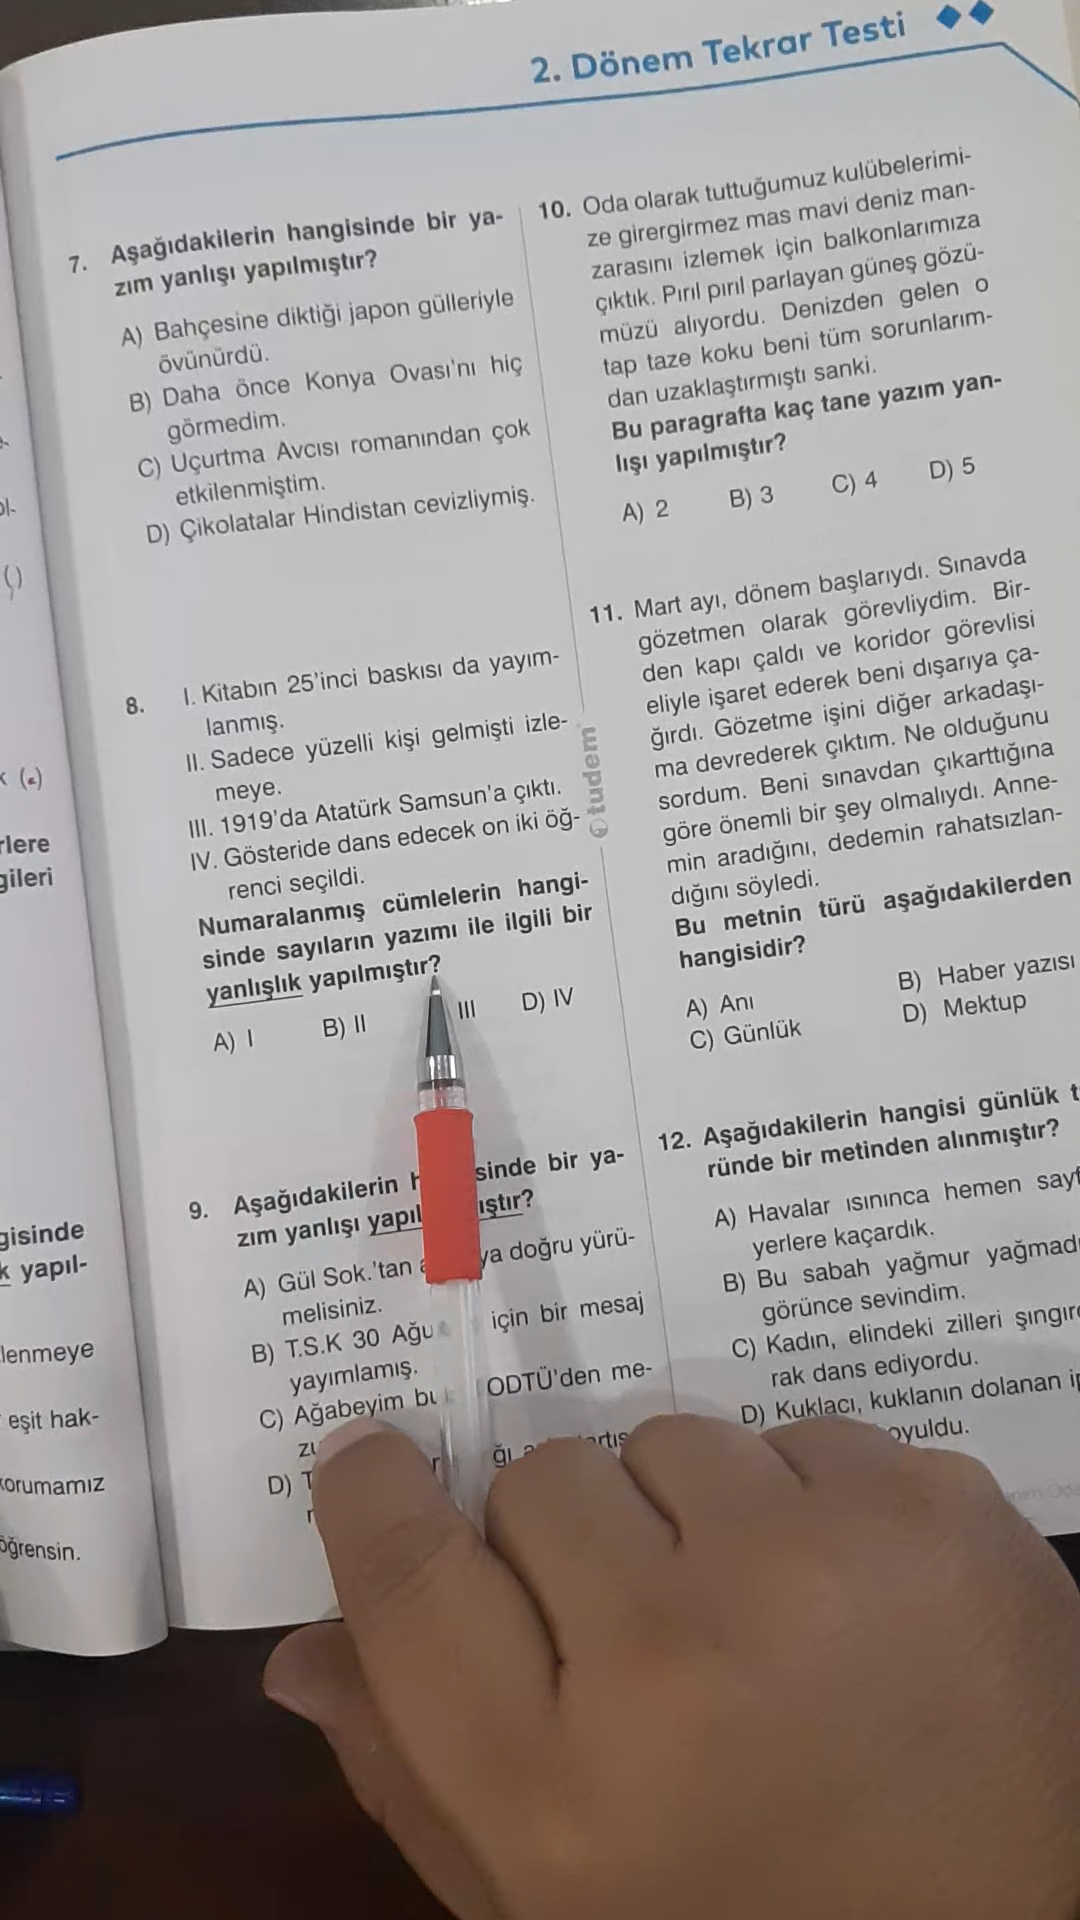 2. Dönem Tekrar Testi
7. Aşağıdakilerin hangisinde bir ya-
zım yanlışı yapılmıştır?
A) Bahçesine diktiği japon gülleriyle
övünürdü.
B) Daha önce Konya Ovası'nı hiç
görmedim.
C) Uçurtma Avcısı romanından çok
etkilenmiştim.
D) Çikolatalar Hindistan cevizliymiş.
8. I. Kitabın 25'inci baskısı da yayım-
lanmış.
II. Sadece yüzelli kişi gelmişti izle-
meye.
III. 1919'da Atatürk Samsun'a çıktı.
IV. Gösteride dans edecek on iki öğ-
renci seçildi.
Numaralanmış cümlelerin hangi-
sinde sayıların yazımı ile ilgili bir
yanlışlık yapılmıştır?
A) I B) II III D) IV
9. Aşağıdakilerin sinde bir ya-
zım yanlışı yapıl ıştır?
A) Gül Sok.'tan ya doğru yürü-
melisiniz.
B) T.S.K 30 Ağu için bir mesaj
yayımlamış.
C) Ağabeyim bu ODTÜ'den me-
zu
D)
10. Oda olarak tuttuğumuz kulübelerimi-
ze girergirmez mas mavi deniz man-
zarasını izlemek için balkonlarımıza
çıktık. Pırıl pırıl parlayan güneş gözü-
müzü alıyordu. Denizden gelen o
tap taze koku beni tüm sorunlarım-
dan uzaklaştırmıştı sanki.
Bu paragrafta kaç tane yazım yan-
lışı yapılmıştır?
A) 2 B) 3 C) 4 D) 5
11. Mart ayı, dönem başlarıydı. Sınavda
gözetmen olarak görevliydim. Bir-
den kapı çaldı ve koridor görevlisi
eliyle işaret ederek beni dışarıya ça-
ğırdı. Gözetme işini diğer arkadaşı-
ma devrederek çıktım. Ne olduğunu
sordum. Beni sınavdan çıkarttığına
göre önemli bir şey olmalıydı. Anne-
min aradığını, dedemin rahatsızlan-
dığını söyledi.
Bu metnin türü aşağıdakilerden
hangisidir?
A) Anı B) Haber yazısı
C) Günlük D) Mektup
12. Aşağıdakilerin hangisi günlük t
ründe bir metinden alınmıştır?
A) Havalar ısınınca hemen sayf
yerlere kaçardık.
B) Bu sabah yağmur yağmad
görünce sevindim.
C) Kadın, elindeki zilleri şıngır
rak dans ediyordu.
D) Kuklacı, kuklanın dolanan ip
oyuldu.
tudem
rlere
gileri
gisinde
k yapıl-
lenmeye
eşit hak-
korumamız
öğrensin.